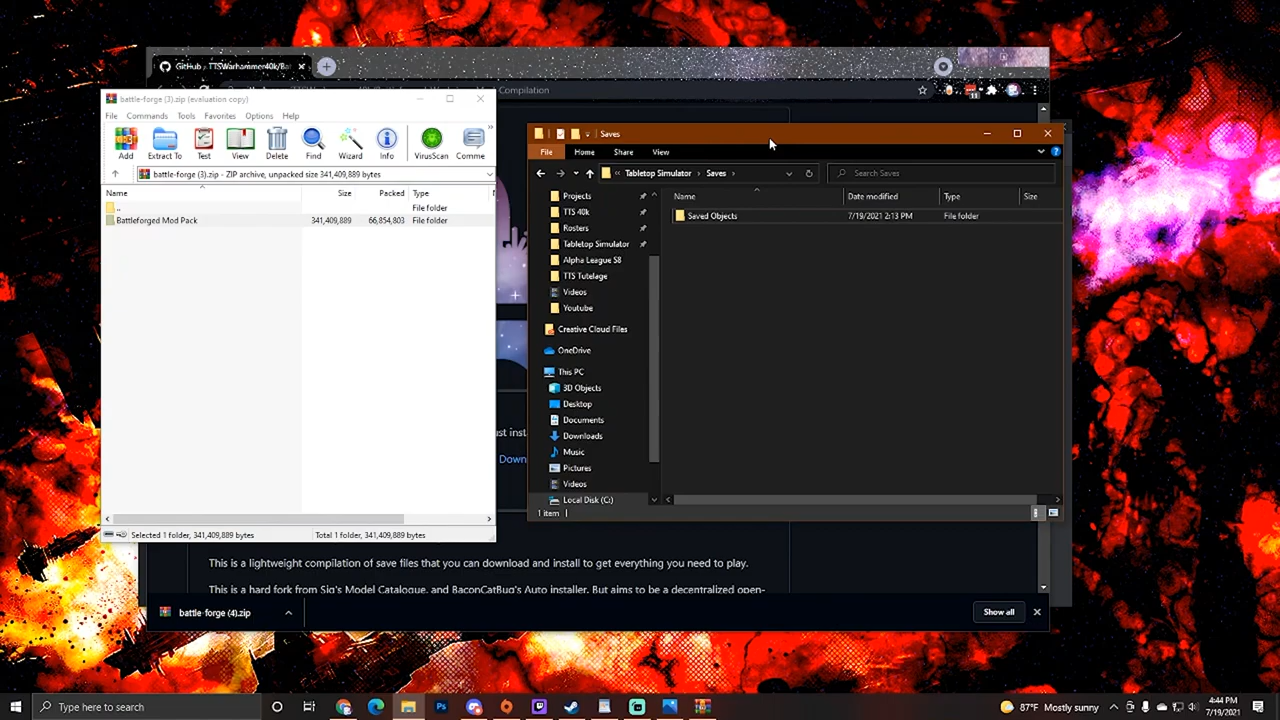 GitHub - TTSWarhammer40k/Bat
Compilation
11
battle-forge (3).zip (evaluation copy)
File Commands Tools Favorites Options Help
Add Extract To Test View Delete Find Wizard Info VirusScan Comme
battle-forge (3).zip - ZIP archive, unpacked size 341,409,889 bytes
Name Size Packed Type
.. File folder
Battleforged Mod Pack 341,409,889 66,854,803 File folder
Selected 1 folder, 341,409,889 bytes Total 1 folder, 341,409,889 bytes
Saves
File Home Share View
Tabletop Simulator Saves Search Saves
Name Date modified Type Size
Saved Objects 7/19/2021 2:13 PM File folder
Projects
TTS 40k
Rosters
Tabletop Simulator
Alpha League S8
TTS Tutelage
Videos
Youtube
Creative Cloud Files
OneDrive
This PC
3D Objects
Desktop
Documents
Downloads
Music
Pictures
Videos
Local Disk (C:)
1 item
ust inst
Down
This is a lightweight compilation of save files that you can download and install to get everything you need to play.
This is a hard fork from Sig's Model Catalogue, and BaconCatBug's Auto installer. But aims to be a decentralized open-
battle-forge (4).zip Show all
Type here to search
Ps
87°F Mostly sunny
4:44 PM
7/19/2021